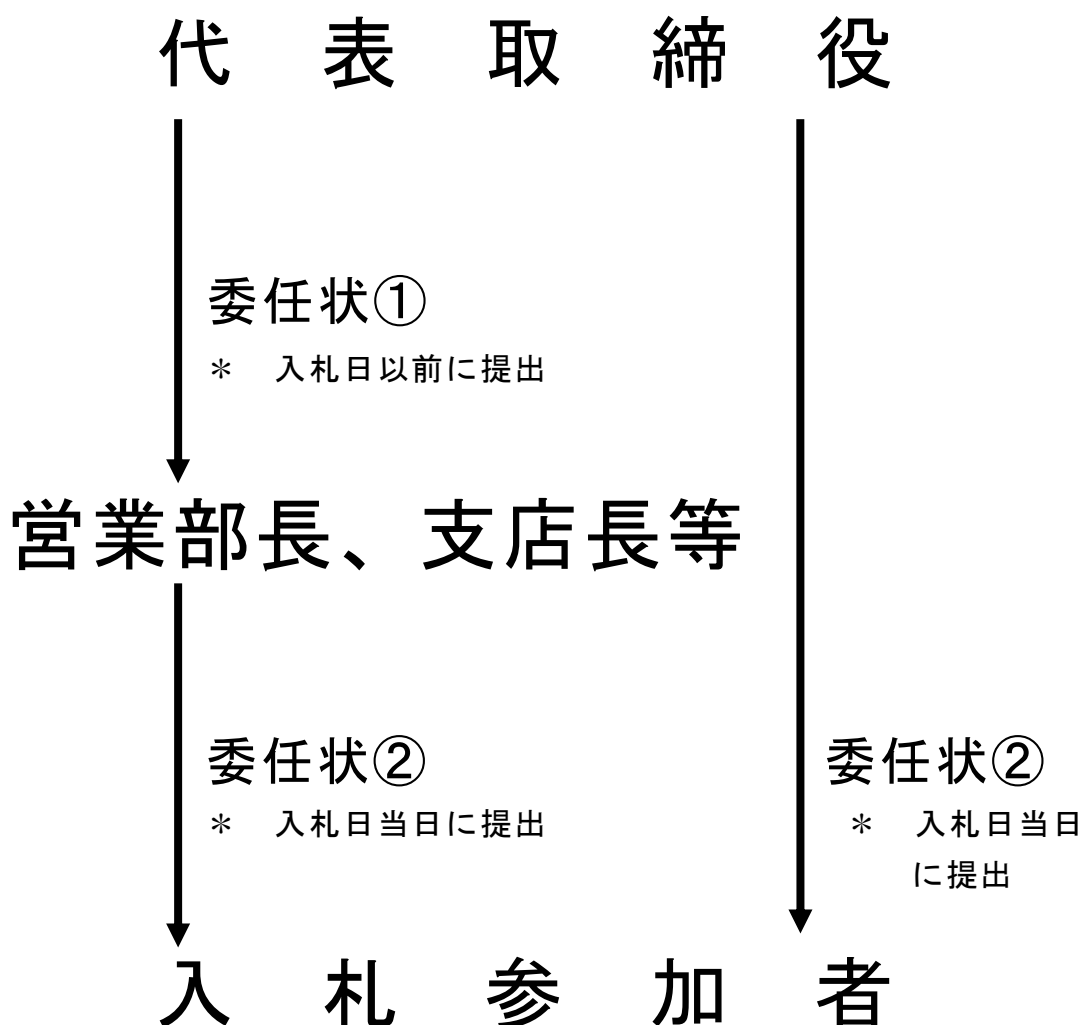 代表取締役
委任状①
＊　入札日以前に提出
営業部長、支店長等
委任状②
＊　入札日当日に提出
委任状②
＊　入札日当日
に提出
入札参加者